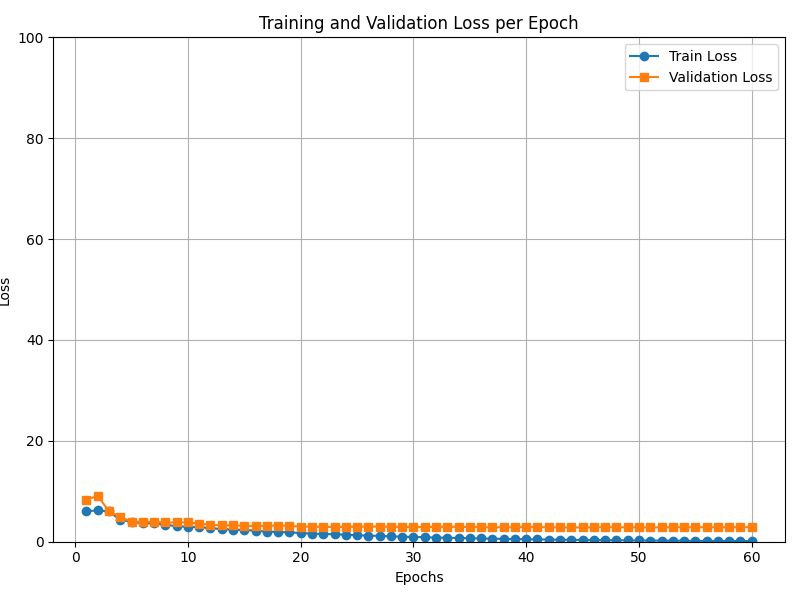 Training and Validation Loss per Epoch
100
80
60
40
20
0
Loss
Train Loss
Validation Loss
0 10 20 30 40 50 60
Epochs